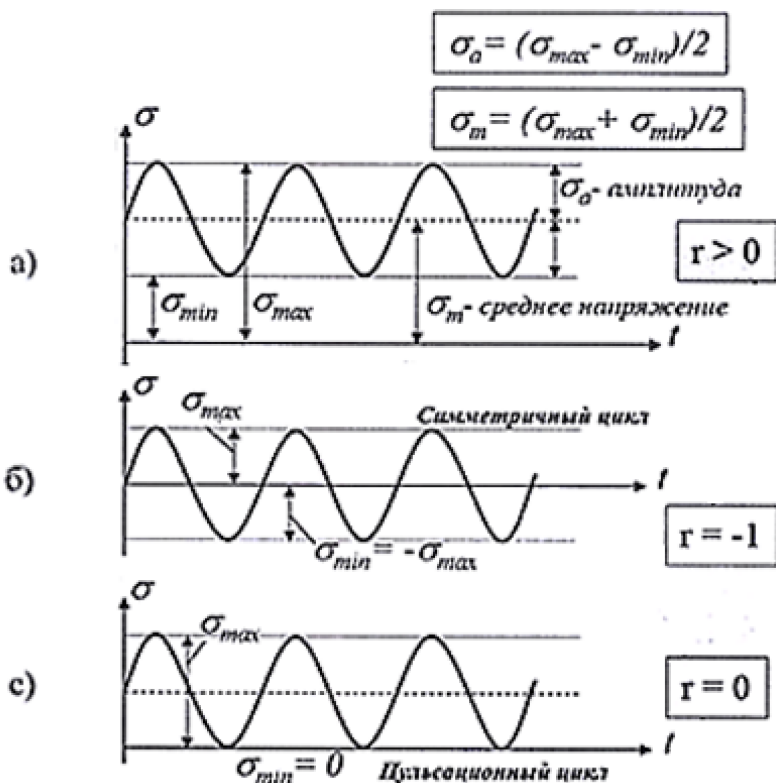 σa = (σmax - σmin)/2
σm = (σmax + σmin)/2
σ
σa - амплитуда
а)
r > 0
σmin
σmax
σm - среднее напряжение
t
σ
σmax
Симметричный цикл
б)
t
σmin = -σmax
r = -1
σ
σmax
с)
r = 0
t
σmin = 0
Пульсационный цикл